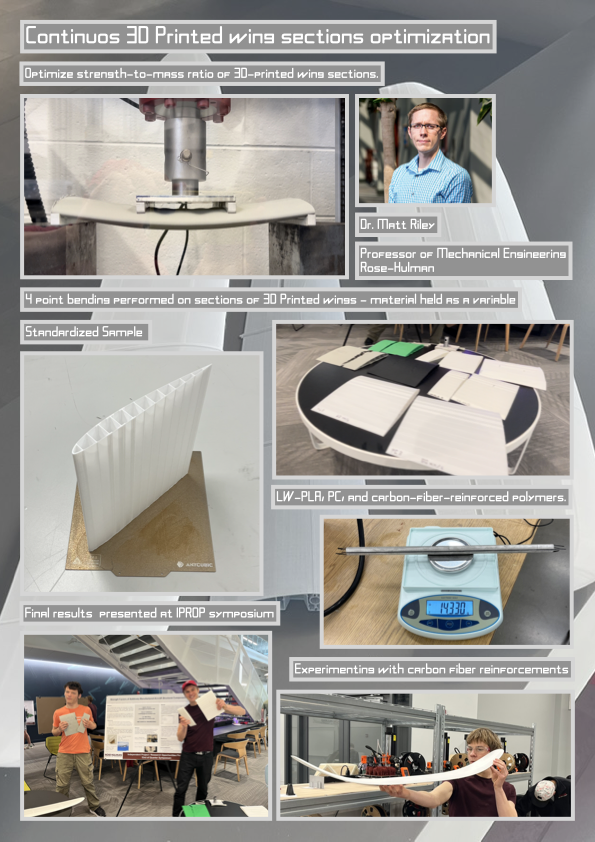 Continuos 3D Printed wing sections optimization
Optimize strength-to-mass ratio of 3D-printed wing sections.
Dr. Matt Riley
Professor of Mechanical Engineering
Rose-Hulman
4 point bending performed on sections of 3D Printed wings - material held as a variable
Standardized Sample
ANYCUBIC
LW-PLA, PC, and carbon-fiber-reinforced polymers.
14.330
Final results presented at IPROP symposium
Experimenting with carbon fiber reinforcements